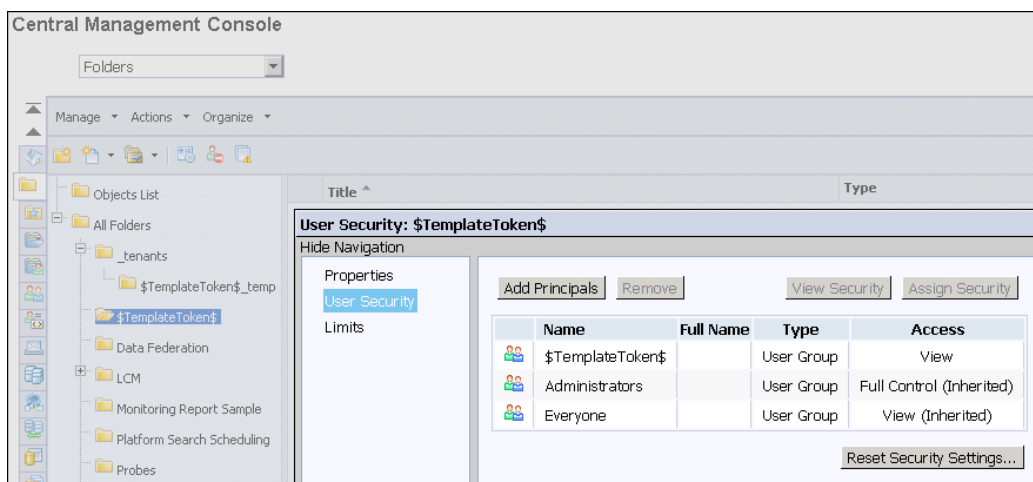 Central Management Console
Folders
Manage Actions Organize
Objects List
All Folders
_tenants
$TemplateToken$_temp
$TemplateToken$
Data Federation
LCM
Monitoring Report Sample
Platform Search Scheduling
Probes
Title Type
User Security: $TemplateToken$
Hide Navigation
Properties
User Security
Limits
Add Principals Remove View Security Assign Security
Name Full Name Type Access
$TemplateToken$ User Group View
Administrators User Group Full Control (Inherited)
Everyone User Group View (Inherited)
Reset Security Settings...